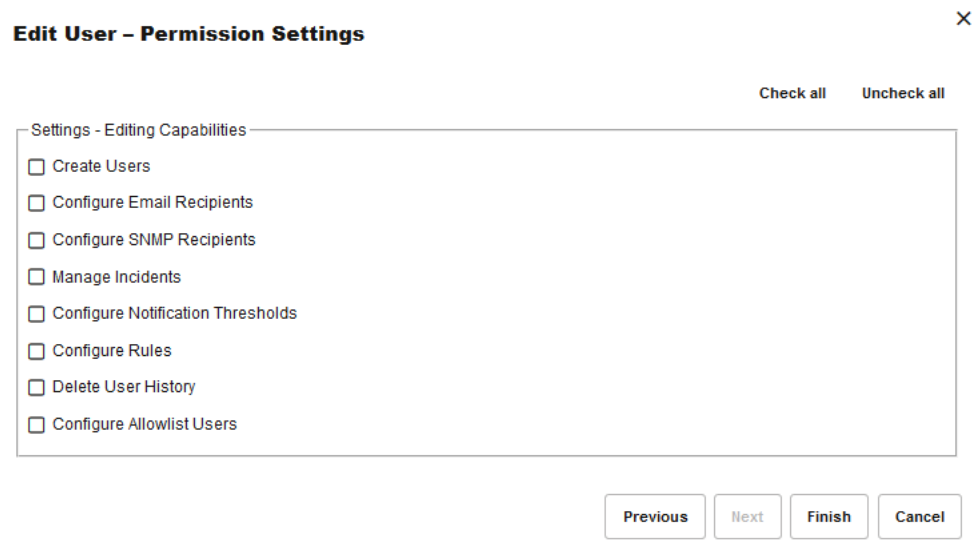 Edit User – Permission Settings
Check all Uncheck all
Settings - Editing Capabilities
Create Users
Configure Email Recipients
Configure SNMP Recipients
Manage Incidents
Configure Notification Thresholds
Configure Rules
Delete User History
Configure Allowlist Users
Previous Next Finish Cancel